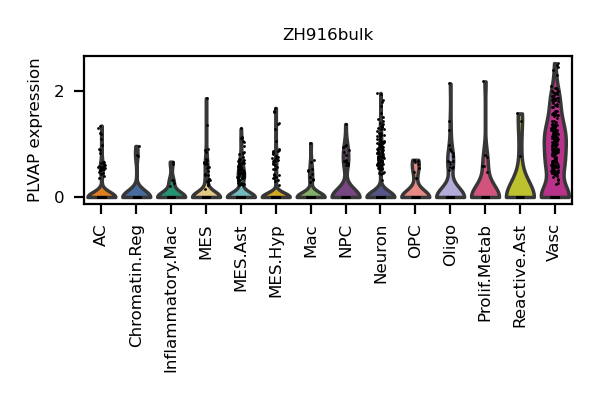 ZH916bulk
PLVAP expression
2
0
AC
Chromatin.Reg
Inflammatory.Mac
MES
MES.Ast
MES.Hyp
Mac
NPC
Neuron
OPC
Oligo
Prolif.Metab
Reactive.Ast
Vasc